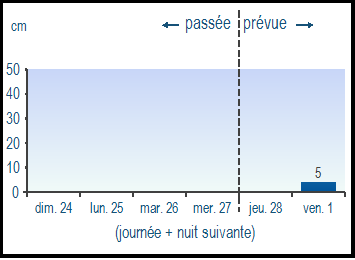 passée prévue
cm
50
40
30
20
10
0
5
dim. 24 lun. 25 mar. 26 mer. 27 jeu. 28 ven. 1
(journée + nuit suivante)